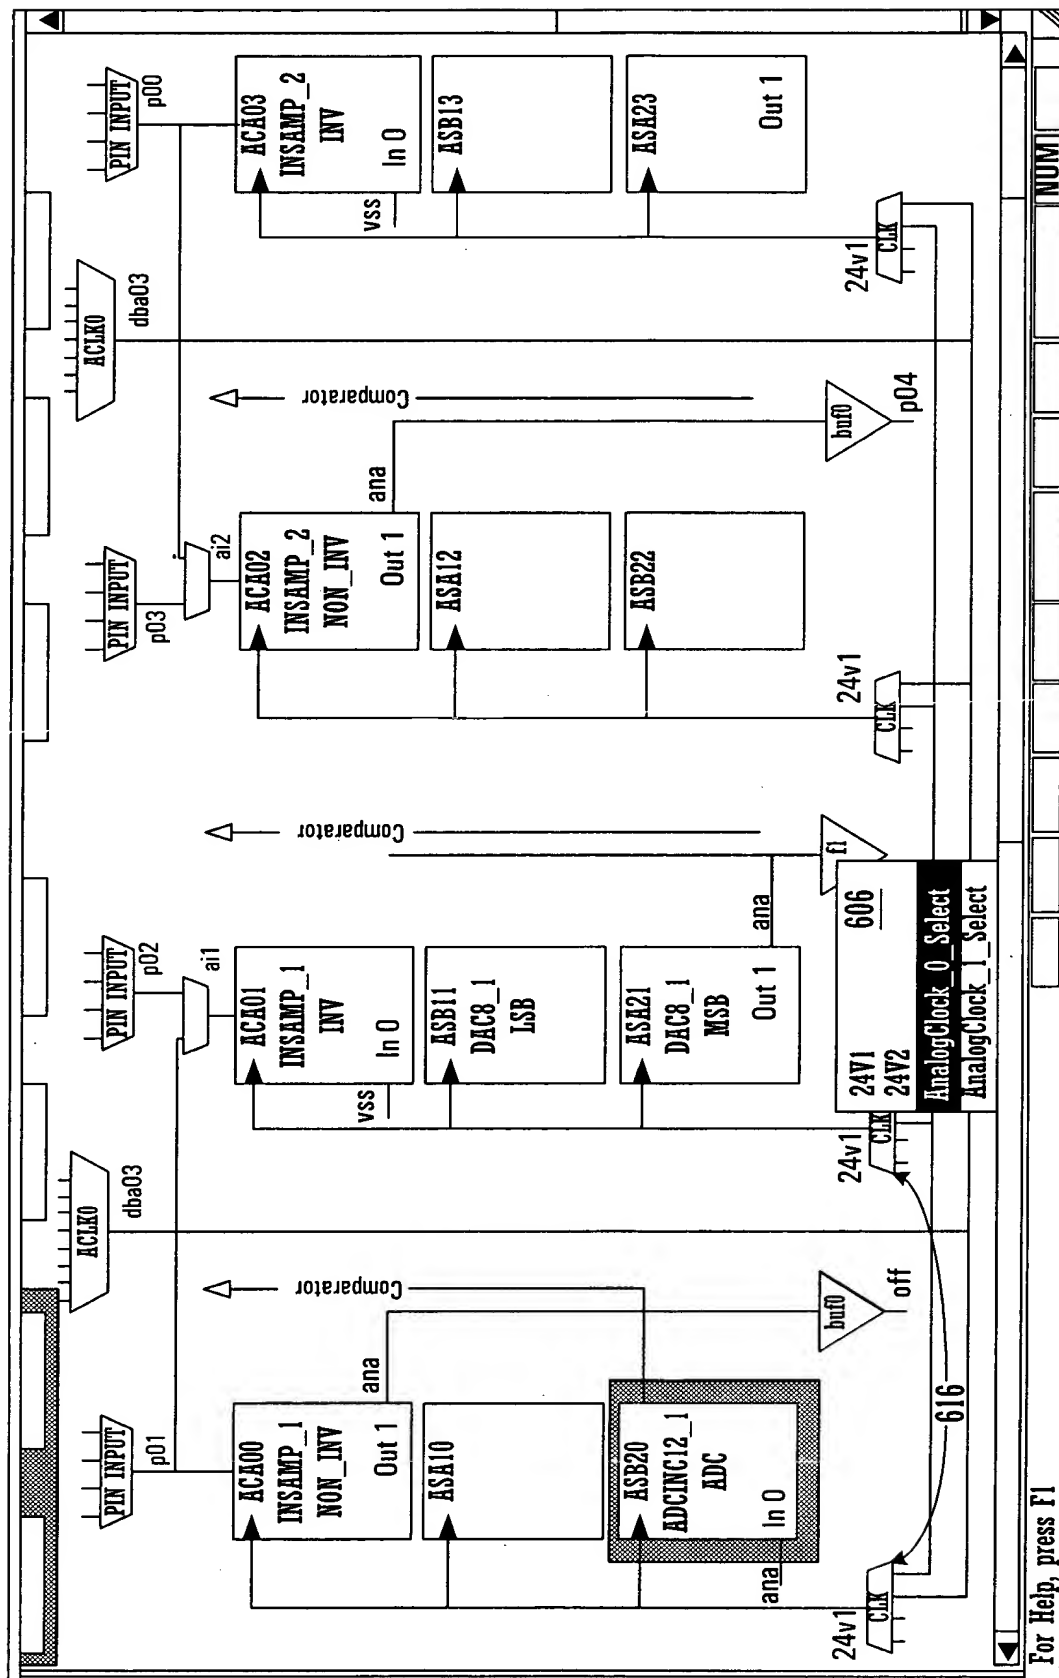 PIN INPUT
p01
ACLK0
dba03
PIN INPUT
p02
ai1
PIN INPUT
p03
ai2
ACLK0
dba03
PIN INPUT
p00
ACA00
INSAMP_1
NON_INV
Out 1
ana
Comparator
ACA01
INSAMP_1
INV
In 0
vss
Comparator
ACA02
INSAMP_2
NON_INV
Out 1
ana
Comparator
ACA03
INSAMP_2
INV
In 0
vss
ASA10
ASB11
DAC8_1
LSB
ASA12
ASB13
ASB20
ADCINC12_1
ADC
In 0
ana
ASA21
DAC8_1
MSB
Out 1
ana
ASB22
ASA23
Out 1
buf0
off
f1
buf0
p04
24v1
CLK
24v1
CLK
24V1
24V2
606
AnalogClock_0_Select
AnalogClock_1_Select
24v1
CLK
24v1
CLK
616
For Help, press F1
NUM